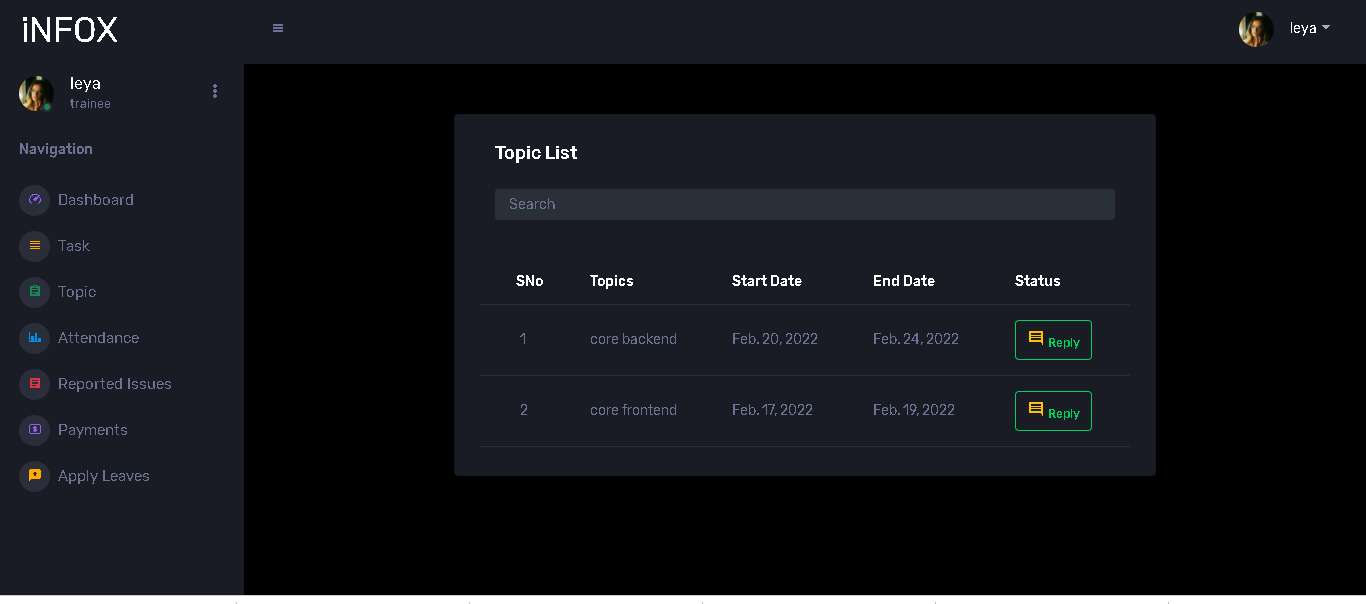 iNFOX
leya
leya
trainee
Navigation
Dashboard
Task
Topic
Attendance
Reported Issues
Payments
Apply Leaves
Topic List
Search
SNo Topics Start Date End Date Status
1 core backend Feb. 20, 2022 Feb. 24, 2022 Reply
2 core frontend Feb. 17, 2022 Feb. 19, 2022 Reply